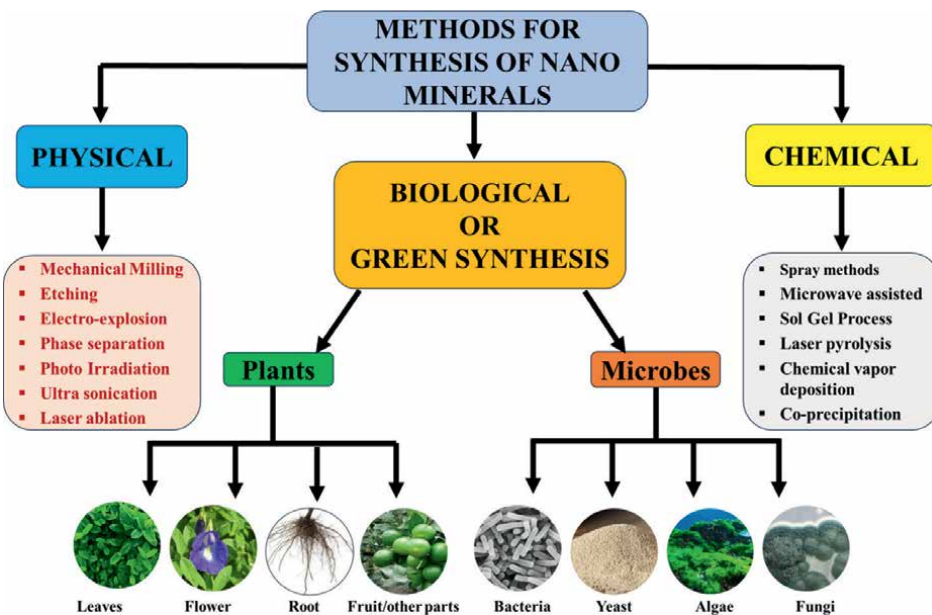 METHODS FOR
SYNTHESIS OF NANO
MINERALS
PHYSICAL
BIOLOGICAL
OR
GREEN SYNTHESIS
CHEMICAL
Mechanical Milling
Etching
Electro-explosion
Phase separation
Photo Irradiation
Ultra sonication
Laser ablation
Spray methods
Microwave assisted
Sol Gel Process
Laser pyrolysis
Chemical vapor
deposition
Co-precipitation
Plants
Microbes
Leaves
Flower
Root
Fruit/other parts
Bacteria
Yeast
Algae
Fungi